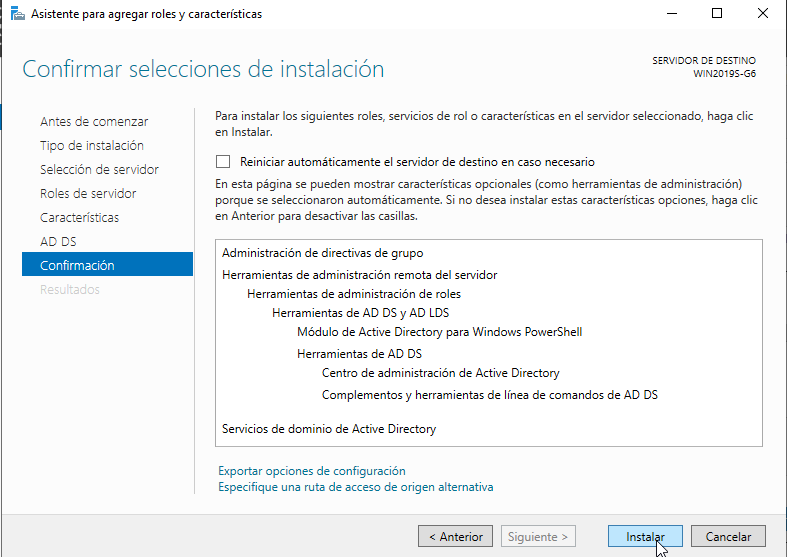 Asistente para agregar roles y características
Confirmar selecciones de instalación
SERVIDOR DE DESTINO
WIN2019S-G6
Antes de comenzar
Tipo de instalación
Selección de servidor
Roles de servidor
Características
AD DS
Confirmación
Resultados
Para instalar los siguientes roles, servicios de rol o características en el servidor seleccionado, haga clic
en Instalar.
Reiniciar automáticamente el servidor de destino en caso necesario
En esta página se pueden mostrar características opcionales (como herramientas de administración)
porque se seleccionaron automáticamente. Si no desea instalar estas características opciones, haga clic
en Anterior para desactivar las casillas.
Administración de directivas de grupo
Herramientas de administración remota del servidor
Herramientas de administración de roles
Herramientas de AD DS y AD LDS
Módulo de Active Directory para Windows PowerShell
Herramientas de AD DS
Centro de administración de Active Directory
Complementos y herramientas de línea de comandos de AD DS
Servicios de dominio de Active Directory
Exportar opciones de configuración
Especifique una ruta de acceso de origen alternativa
< Anterior
Siguiente >
Instalar
Cancelar